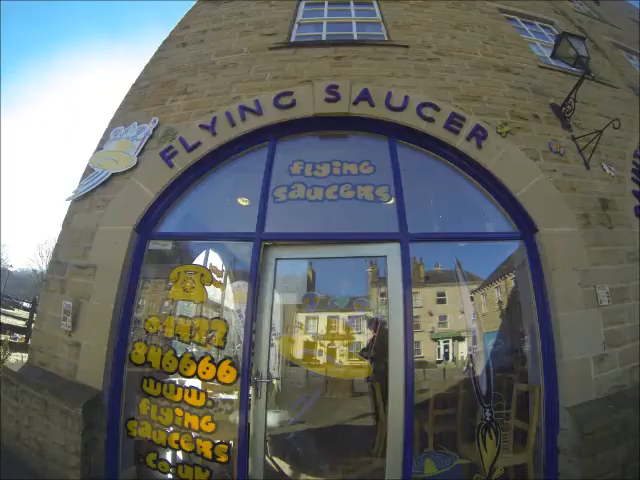 FLYING SAUCER
flying
saucers
01422
846666
www.
flying
saucers
.co.uk